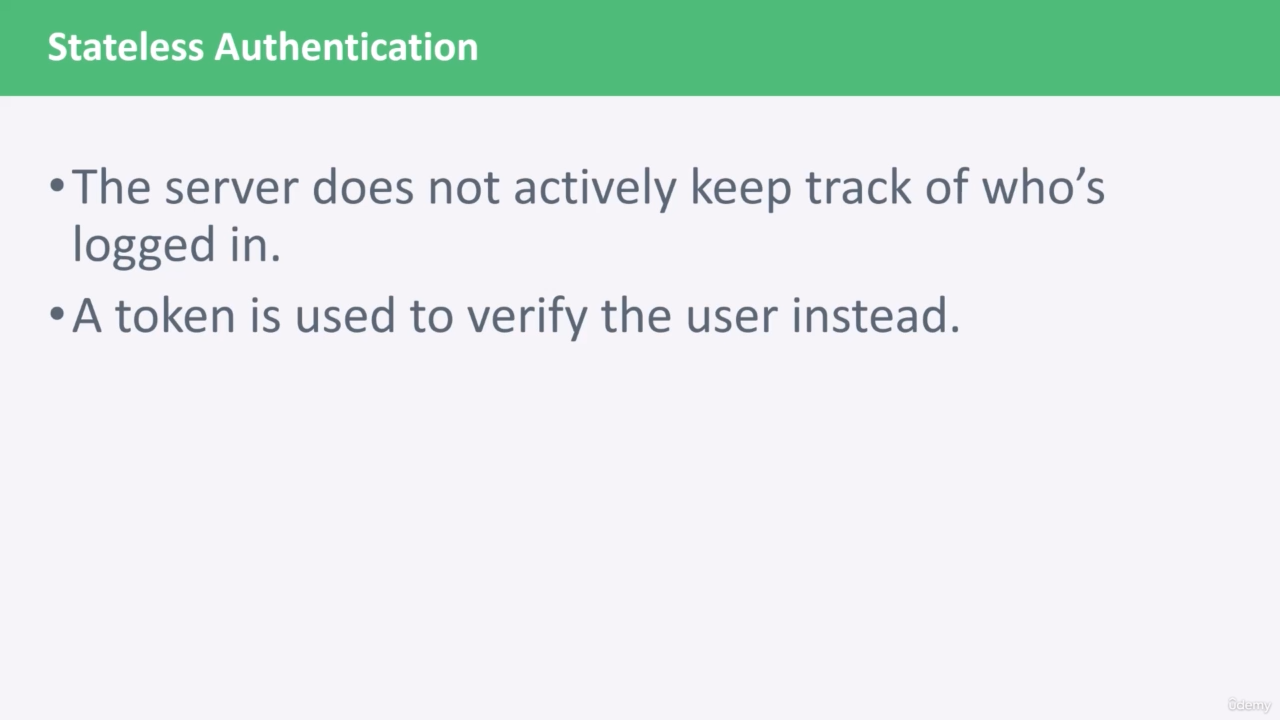 Stateless Authentication
•The server does not actively keep track of who’s
logged in.
•A token is used to verify the user instead.
ûdemy